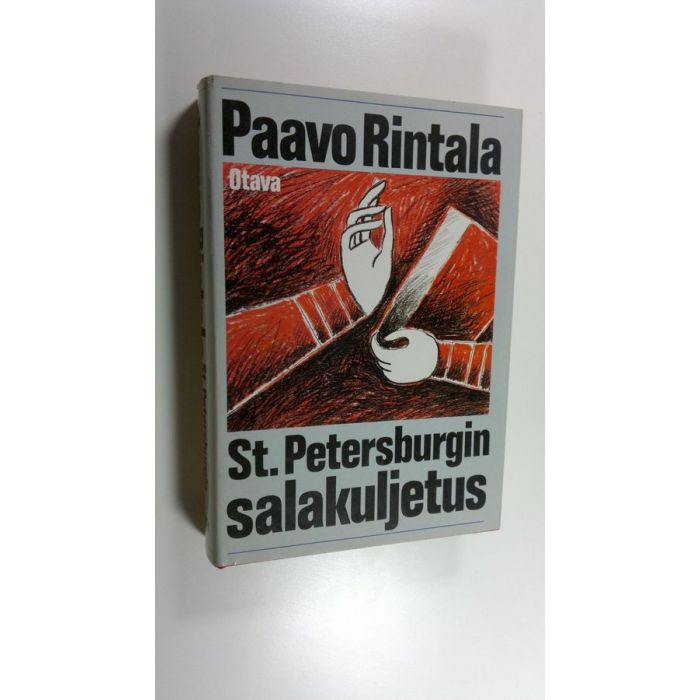 Paavo Rintala
Otava
St. Petersburgin
salakuljetus